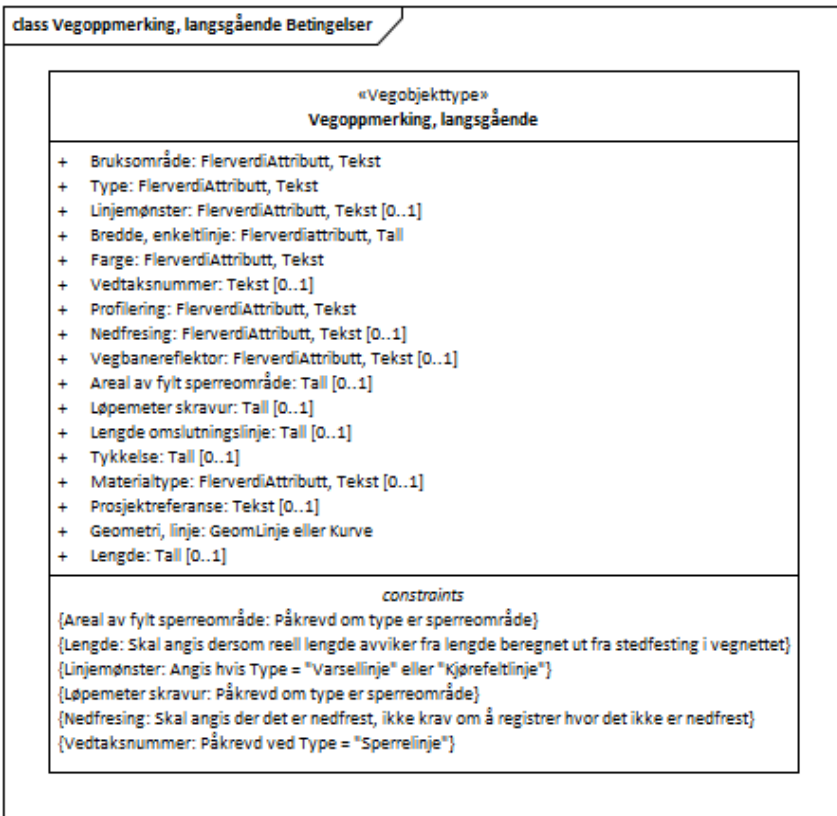 class Vegoppmerking, langsgående Betingelser
«Vegobjekttype»
Vegoppmerking, langsgående
+ Bruksområde: FlerverdiAttributt, Tekst
+ Type: FlerverdiAttributt, Tekst
+ Linjemønster: FlerverdiAttributt, Tekst [0..1]
+ Bredde, enkeltlinje: Flerverdiattributt, Tall
+ Farge: FlerverdiAttributt, Tekst
+ Vedtaksnummer: Tekst [0..1]
+ Profilering: FlerverdiAttributt, Tekst
+ Nedfresing: FlerverdiAttributt, Tekst [0..1]
+ Vegbanereflektor: FlerverdiAttributt, Tekst [0..1]
+ Areal av fylt sperreområde: Tall [0..1]
+ Løpemeter skravur: Tall [0..1]
+ Lengde omslutningslinje: Tall [0..1]
+ Tykkelse: Tall [0..1]
+ Materialtype: FlerverdiAttributt, Tekst [0..1]
+ Prosjektreferanse: Tekst [0..1]
+ Geometri, linje: GeomLinje eller Kurve
+ Lengde: Tall [0..1]
constraints
{Areal av fylt sperreområde: Påkrevd om type er sperreområde}
{Lengde: Skal angis dersom reell lengde avviker fra lengde beregnet ut fra stedfesting i vegnettet}
{Linjemønster: Angis hvis Type = "Varsellinje" eller "Kjørefeltlinje"}
{Løpemeter skravur: Påkrevd om type er sperreområde}
{Nedfresing: Skal angis der det er nedfrest, ikke krav om å registrer hvor det ikke er nedfrest}
{Vedtaksnummer: Påkrevd ved Type = "Sperrelinje"}